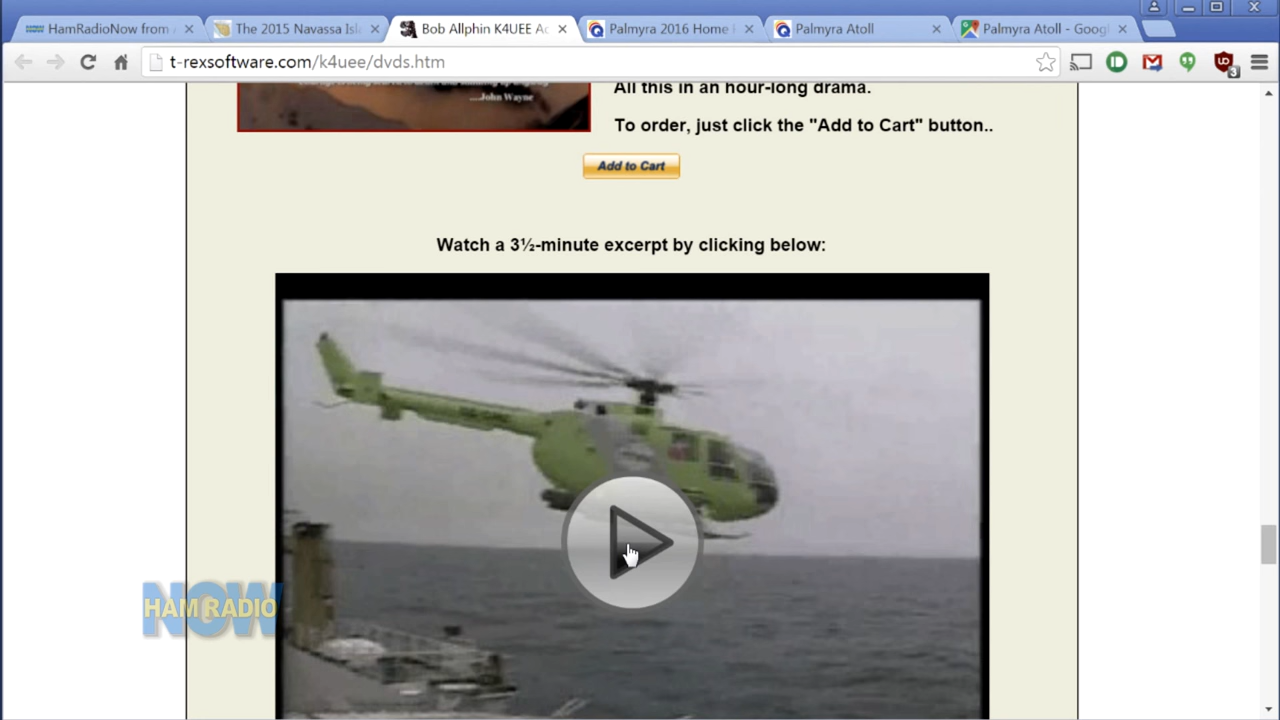 HamRadioNow from
The 2015 Navassa Isl
Bob Allphin K4UEE Ac
Palmyra 2016 Home
Palmyra Atoll
Palmyra Atoll - Googl
t-rexsoftware.com/k4uee/dvds.htm
3
....John Wayne
All this in an hour-long drama.
To order, just click the "Add to Cart" button..
Add to Cart
Watch a 3½-minute excerpt by clicking below:
HAM RADIO
NOW